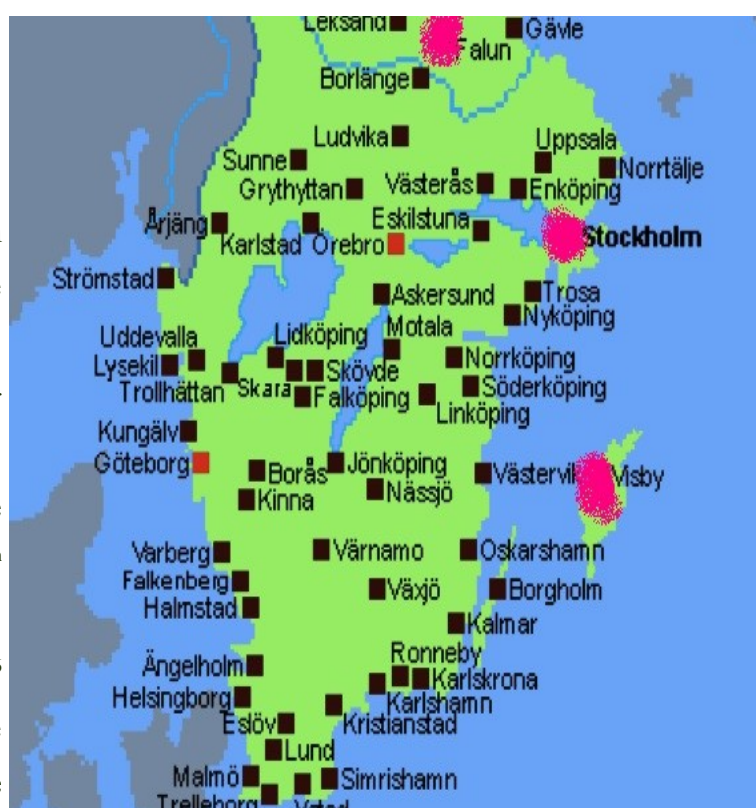 Leksand
Gävle
Falun
Borlänge
Ludvika
Uppsala
Sunne
Norrtälje
Grythyttan
Västerås
Enköping
Årjäng
Eskilstuna
Karlstad
Örebro
Stockholm
Strömstad
Askersund
Trosa
Nyköping
Motala
Uddevalla
Lidköping
Lysekil
Skövde
Norrköping
Trollhättan
Skara
Falköping
Söderköping
Linköping
Kungälv
Göteborg
Borås
Jönköping
Västervik
Visby
Kinna
Nässjö
Varberg
Värnamo
Oskarshamn
Falkenberg
Växjö
Borgholm
Halmstad
Kalmar
Ronneby
Ängelholm
Karlskrona
Helsingborg
Karlshamn
Eslöv
Kristianstad
Lund
Malmö
Simrishamn
Trelleborg
Ystad